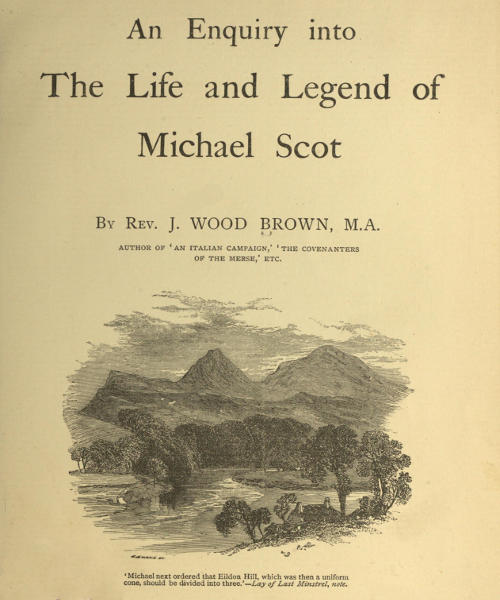 An Enquiry into
The Life and Legend of
Michael Scot
By Rev. J. WOOD BROWN, M.A.
AUTHOR OF 'AN ITALIAN CAMPAIGN,' 'THE COVENANTERS
OF THE MERSE,' ETC.
'Michael next ordered that Eildon Hill, which was then a uniform
cone, should be divided into three.'—Lay of Last Minstrel, note.